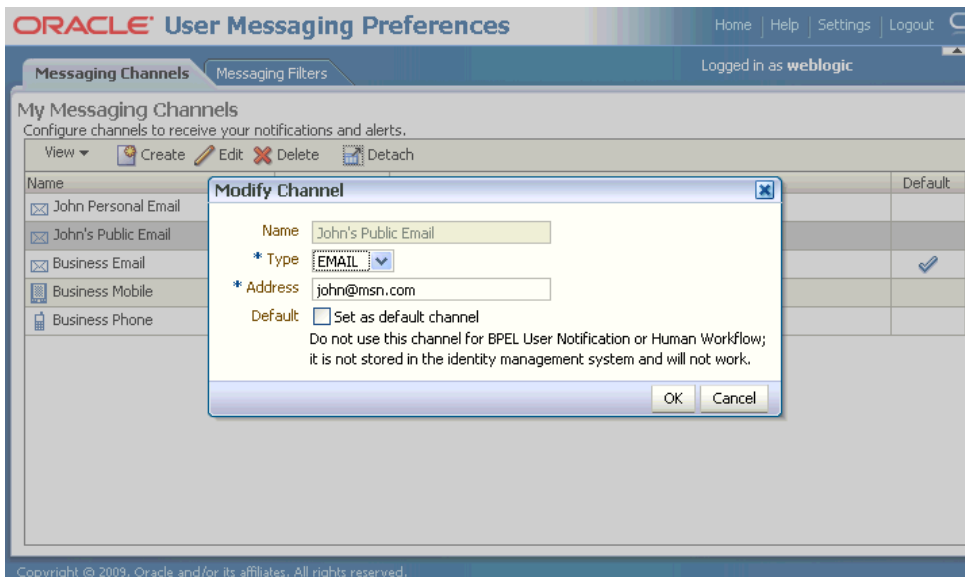 ORACLE User Messaging Preferences
Home Help Settings Logout
Messaging Channels Messaging Filters
Logged in as weblogic
My Messaging Channels
Configure channels to receive your notifications and alerts.
View Create Edit Delete Detach
Name Default
John Personal Email
John's Public Email
Business Email
Business Mobile
Business Phone
Modify Channel
Name John's Public Email
* Type EMAIL
* Address john@msn.com
Default Set as default channel
Do not use this channel for BPEL User Notification or Human Workflow;
it is not stored in the identity management system and will not work.
OK Cancel
Copyright © 2009, Oracle and/or its affiliates. All rights reserved.